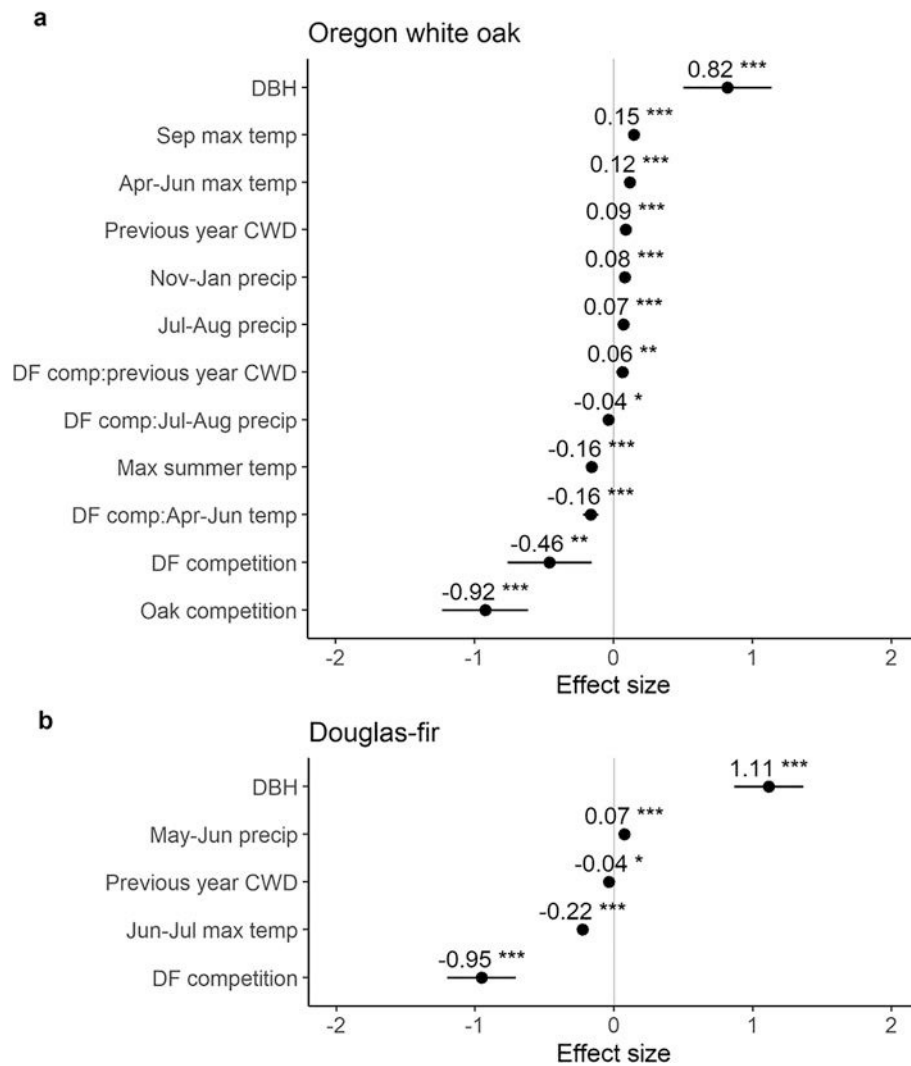 a
Oregon white oak
DBH
0.82 ***
Sep max temp
0.15 ***
Apr-Jun max temp
0.12 ***
Previous year CWD
0.09 ***
Nov-Jan precip
0.08 ***
Jul-Aug precip
0.07 ***
DF comp:previous year CWD
0.06 **
DF comp:Jul-Aug precip
-0.04 *
Max summer temp
-0.16 ***
DF comp:Apr-Jun temp
-0.16 ***
DF competition
-0.46 **
Oak competition
-0.92 ***
-2 -1 0 1 2
Effect size
b
Douglas-fir
DBH
1.11 ***
May-Jun precip
0.07 ***
Previous year CWD
-0.04 *
Jun-Jul max temp
-0.22 ***
DF competition
-0.95 ***
-2 -1 0 1 2
Effect size